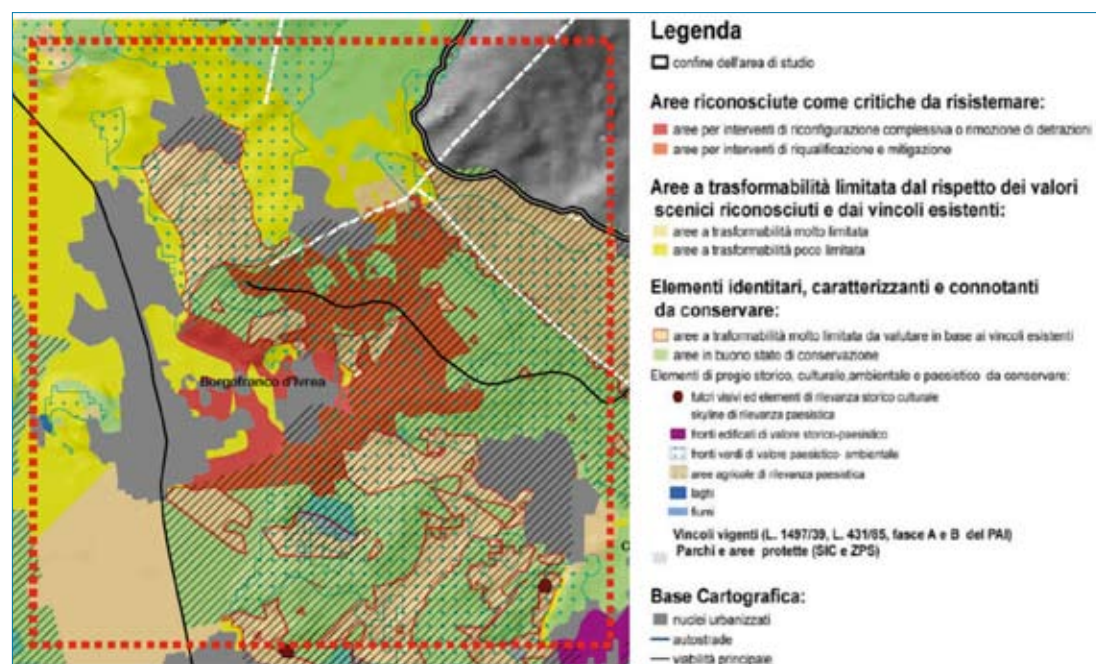 Borgofranco d'Ivrea
Legenda
confine dell'area di studio
Aree riconosciute come critiche da risistemare:
aree per interventi di riconfigurazione complessiva o rimozione di detrazioni
aree per interventi di riqualificazione e mitigazione
Aree a trasformabilità limitata dal rispetto dei valori
scenici riconosciuti e dai vincoli esistenti:
aree a trasformabilità molto limitata
aree a trasformabilità poco limitata
Elementi identitari, caratterizzanti e connotanti
da conservare:
aree a traformabilità molto limitata da valutare in base ai vincoli esistenti
aree in buono stato di conservazione
Elementi di pregio storico, culturale,ambientale e paesistico da conservare:
fulcri visivi ed elementi di rilevanza storico culturale
skyline di rilevanza paesistica
fronti edificati di valore storico-paesistico
fronti verdi di valore paesistico- ambientale
aree agricale di rilevanza paesistica
laghi
fiumi
Vincoli vigenti (L. 1497/39, L. 431/85, fasce A e B del PAI)
Parchi e aree protette (SIC e ZPS)
Base Cartografica:
nuclei urbanizzati
autostrade
viabilità principale